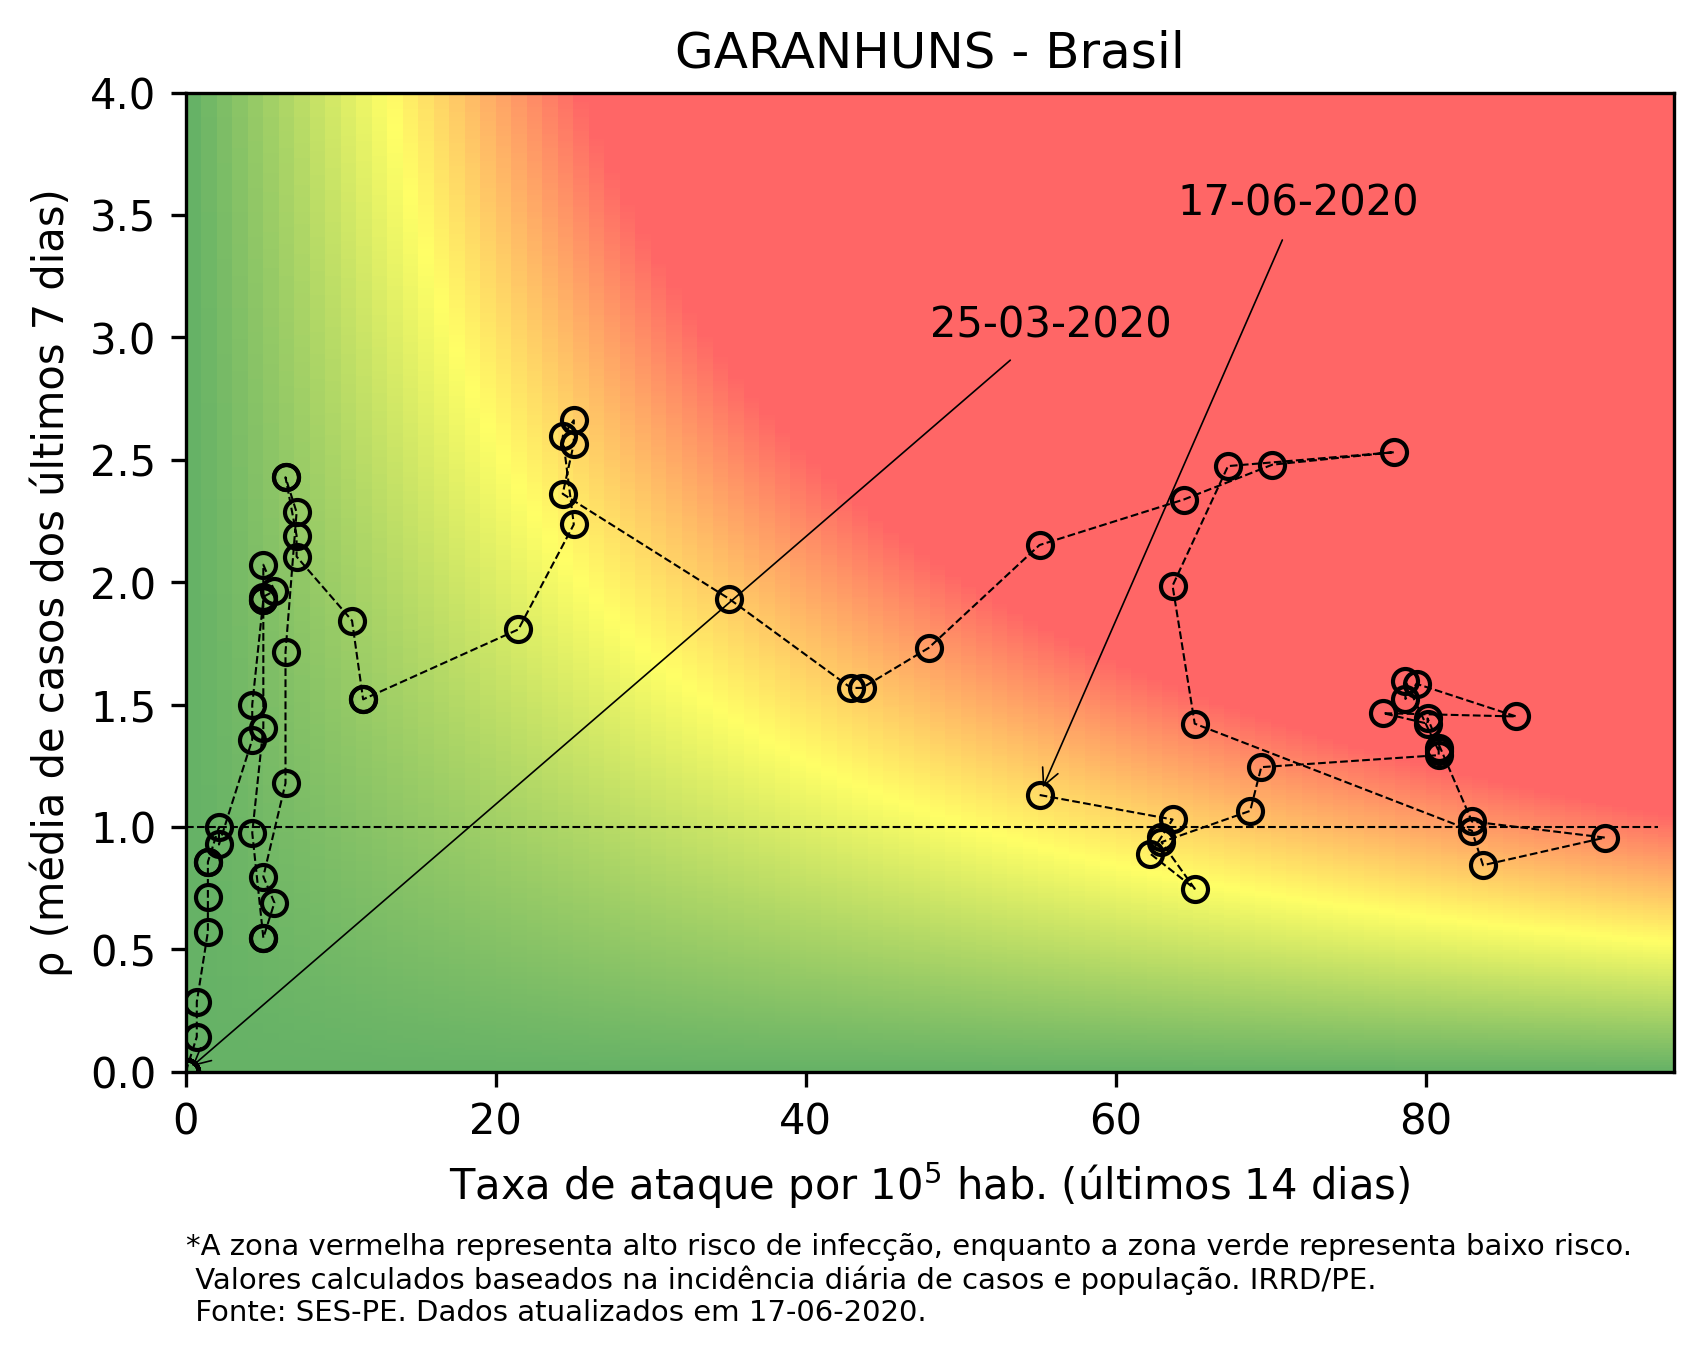 GARANHUNS - Brasil
4.0
3.5
3.0
2.5
2.0
1.5
1.0
0.5
0.0
ρ (média de casos dos últimos 7 dias)
17-06-2020
25-03-2020
0 20 40 60 80
Taxa de ataque por 10⁵ hab. (últimos 14 dias)
*A zona vermelha representa alto risco de infecção, enquanto a zona verde representa baixo risco.
Valores calculados baseados na incidência diária de casos e população. IRRD/PE.
Fonte: SES-PE. Dados atualizados em 17-06-2020.